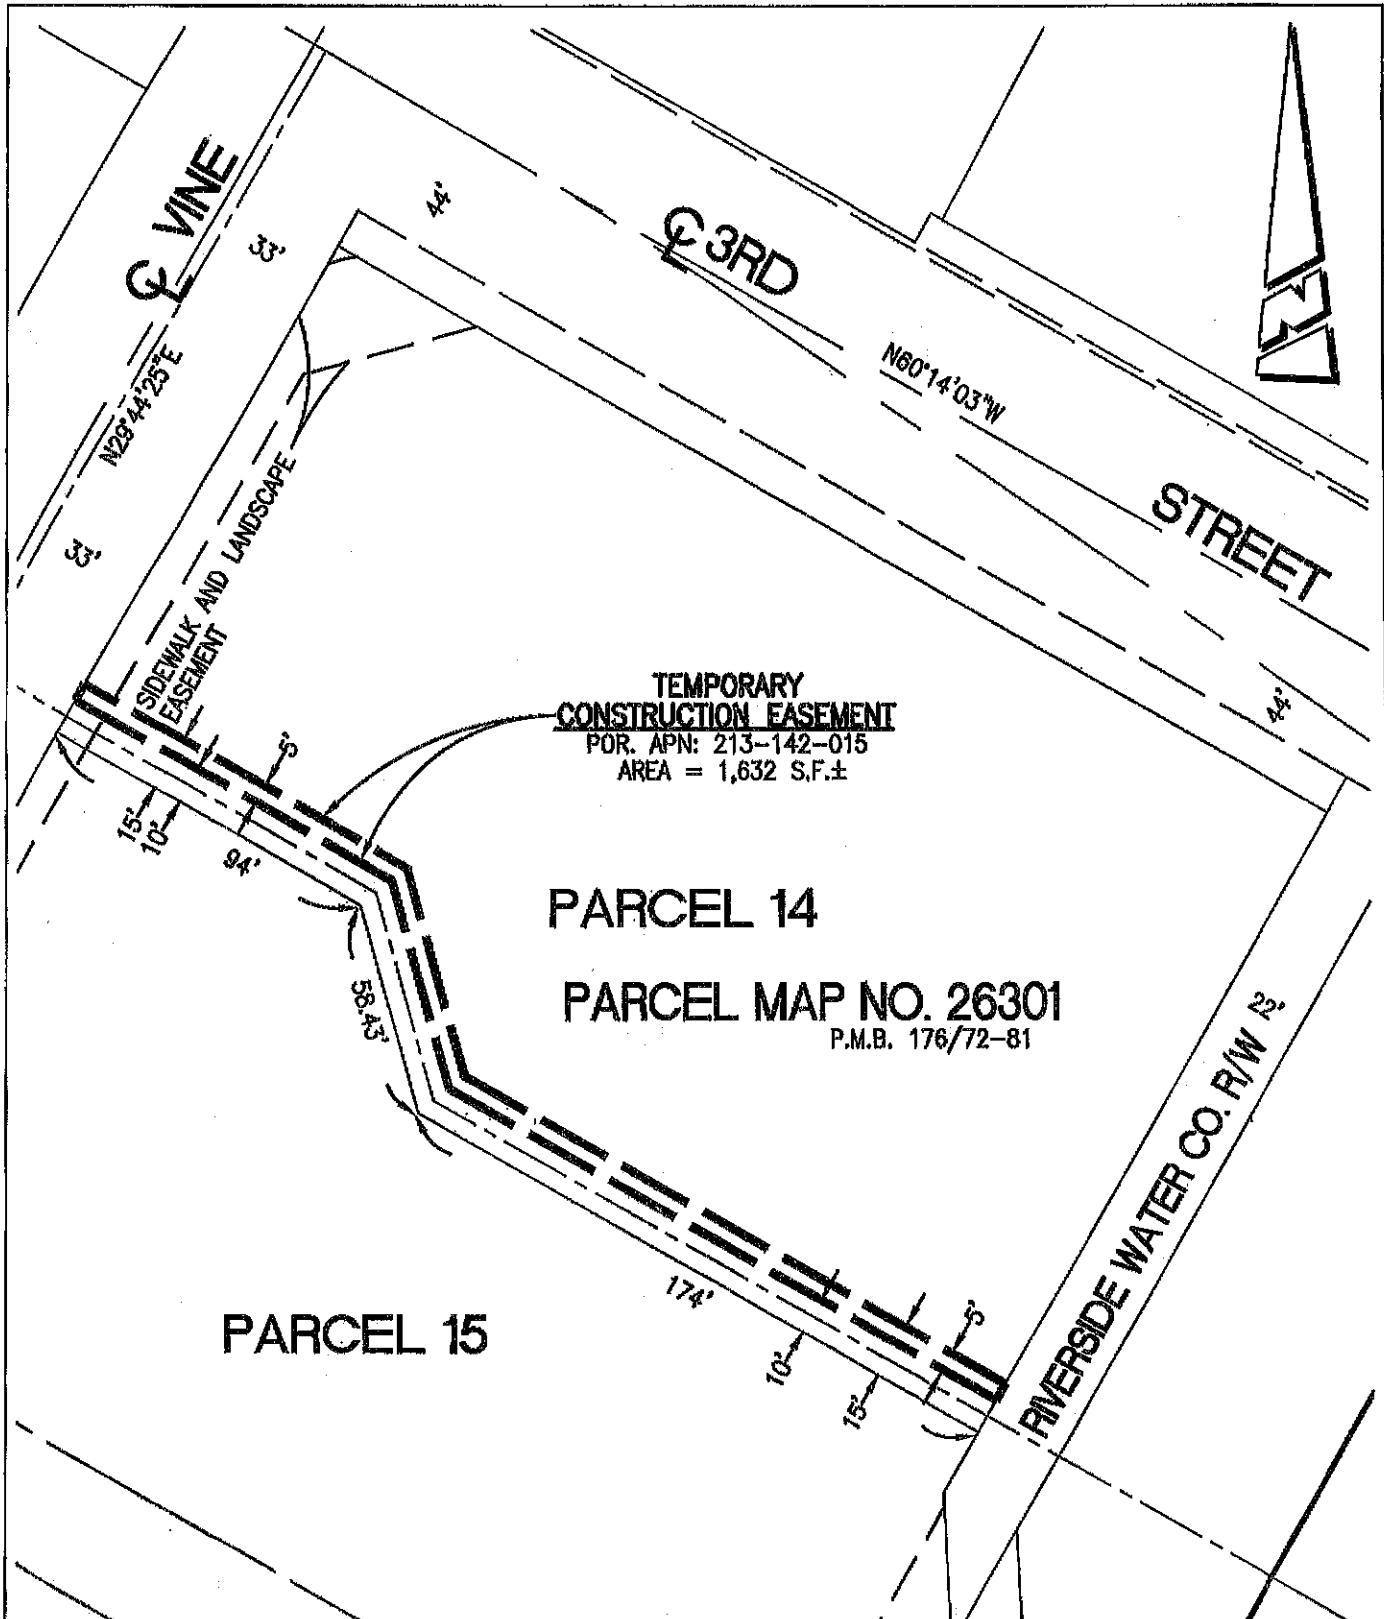 ℄ VINE
33'
44'
℄ 3RD
N
N60°14'03"W
N29°44'25"E
STREET
33'
SIDEWALK AND LANDSCAPE
EASEMENT
TEMPORARY
CONSTRUCTION EASEMENT
POR. APN: 213-142-015
AREA = 1,632 S.F.±
44'
5'
15'
10'
94'
PARCEL 14
58.43'
PARCEL MAP NO. 26301
P.M.B. 176/72-81
RIVERSIDE WATER CO. R/W 22'
174'
PARCEL 15
5'
10'
15'